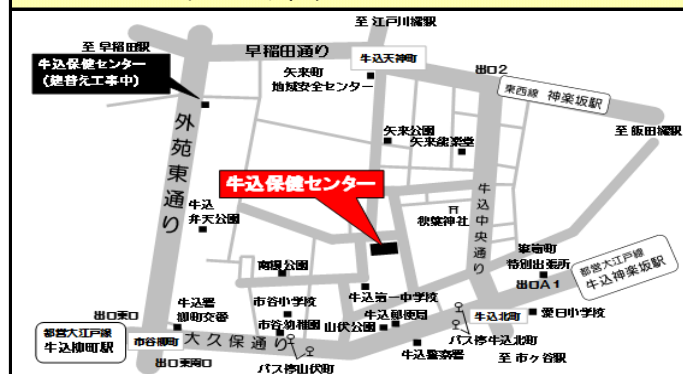 至 江戸川橋駅
至 早稲田駅
早稲田通り
牛込天神町
牛込保健センター
(建替え工事中)
矢来町
地域安全センター
出口2
東西線 神楽坂駅
至 飯田橋駅
外苑東通り
矢来公園
矢来能楽堂
牛込保健センター
牛込中央通り
秋葉神社
牛込
弁天公園
箪笥町
特別出張所
都営大江戸線
牛込神楽坂駅
南榎公園
出口A1
牛込第一中学校
出口東口
牛込署
柳町交番
市谷小学校
市谷幼稚園
山伏公園
牛込郵便局
牛込北町
愛日小学校
都営大江戸線
牛込柳町駅
市谷柳町
大久保通り
バス停牛込北町
牛込警察署
至 市ヶ谷駅
出口東南口
バス停山伏町